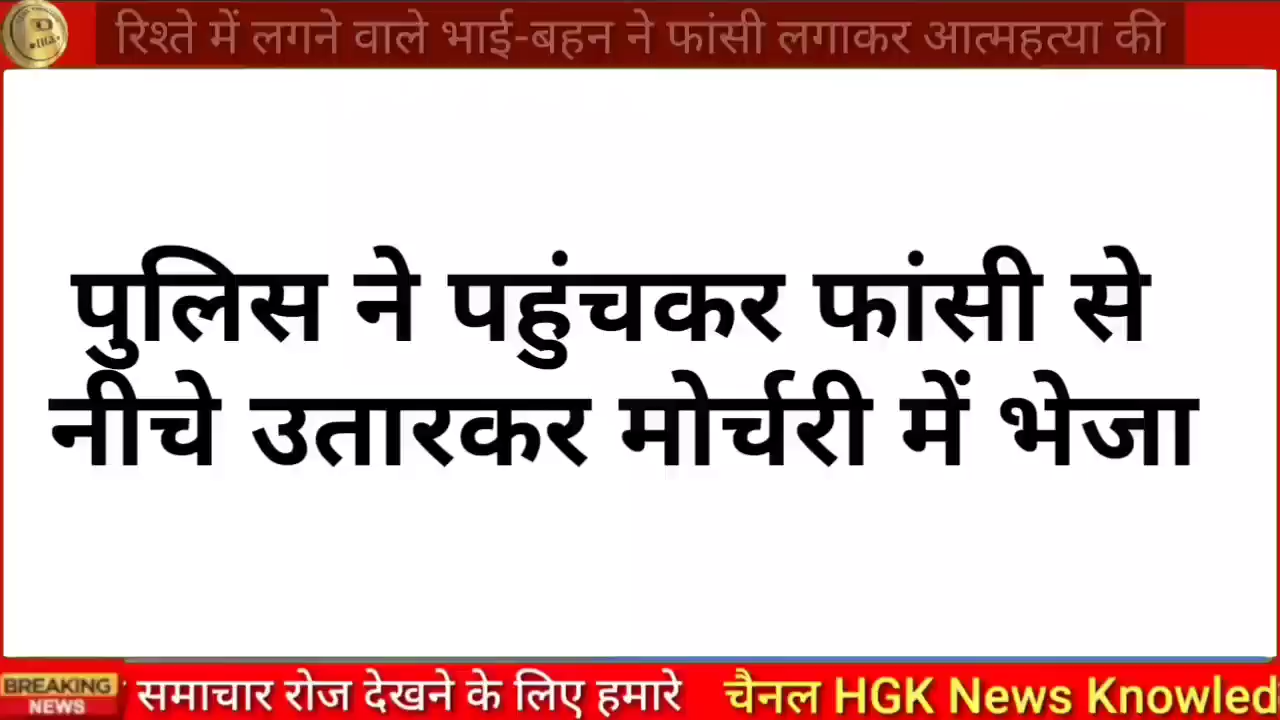 रिश्ते में लगने वाले भाई-बहन ने फांसी लगाकर आत्महत्या की
पुलिस ने पहुंचकर फांसी से
नीचे उतारकर मोर्चरी में भेजा
BREAKING
NEWS
समाचार रोज देखने के लिए हमारे चैनल HGK News Knowled